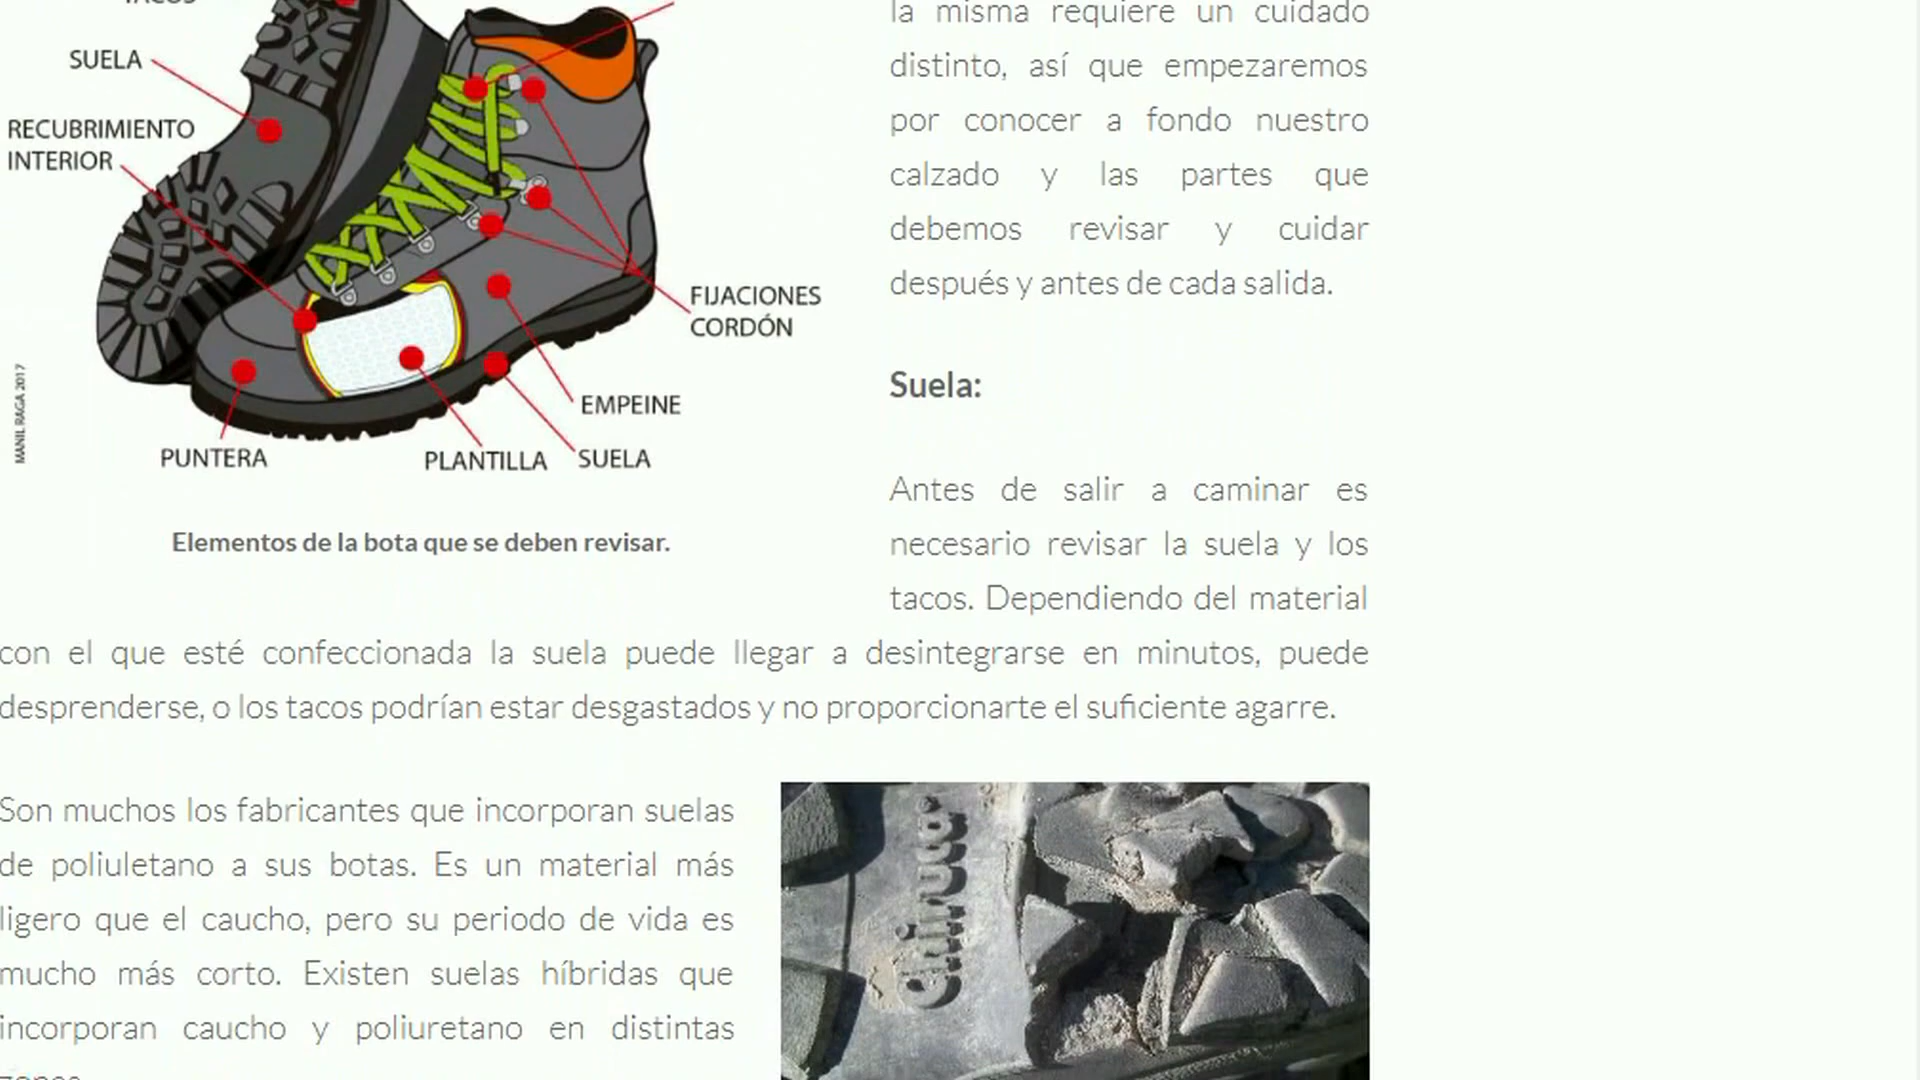 TACOS
SUELA
RECUBRIMIENTO
INTERIOR
FIJACIONES
CORDÓN
EMPEINE
PUNTERA
PLANTILLA
SUELA
MANIL RAGA 2017
Elementos de la bota que se deben revisar.
la misma requiere un cuidado
distinto, así que empezaremos
por conocer a fondo nuestro
calzado y las partes que
debemos revisar y cuidar
después y antes de cada salida.
Suela:
Antes de salir a caminar es
necesario revisar la suela y los
tacos. Dependiendo del material
con el que esté confeccionada la suela puede llegar a desintegrarse en minutos, puede
desprenderse, o los tacos podrían estar desgastados y no proporcionarte el suficiente agarre.
Son muchos los fabricantes que incorporan suelas
de poliuletano a sus botas. Es un material más
ligero que el caucho, pero su periodo de vida es
mucho más corto. Existen suelas híbridas que
incorporan caucho y poliuretano en distintas
zonas.
Chiruca